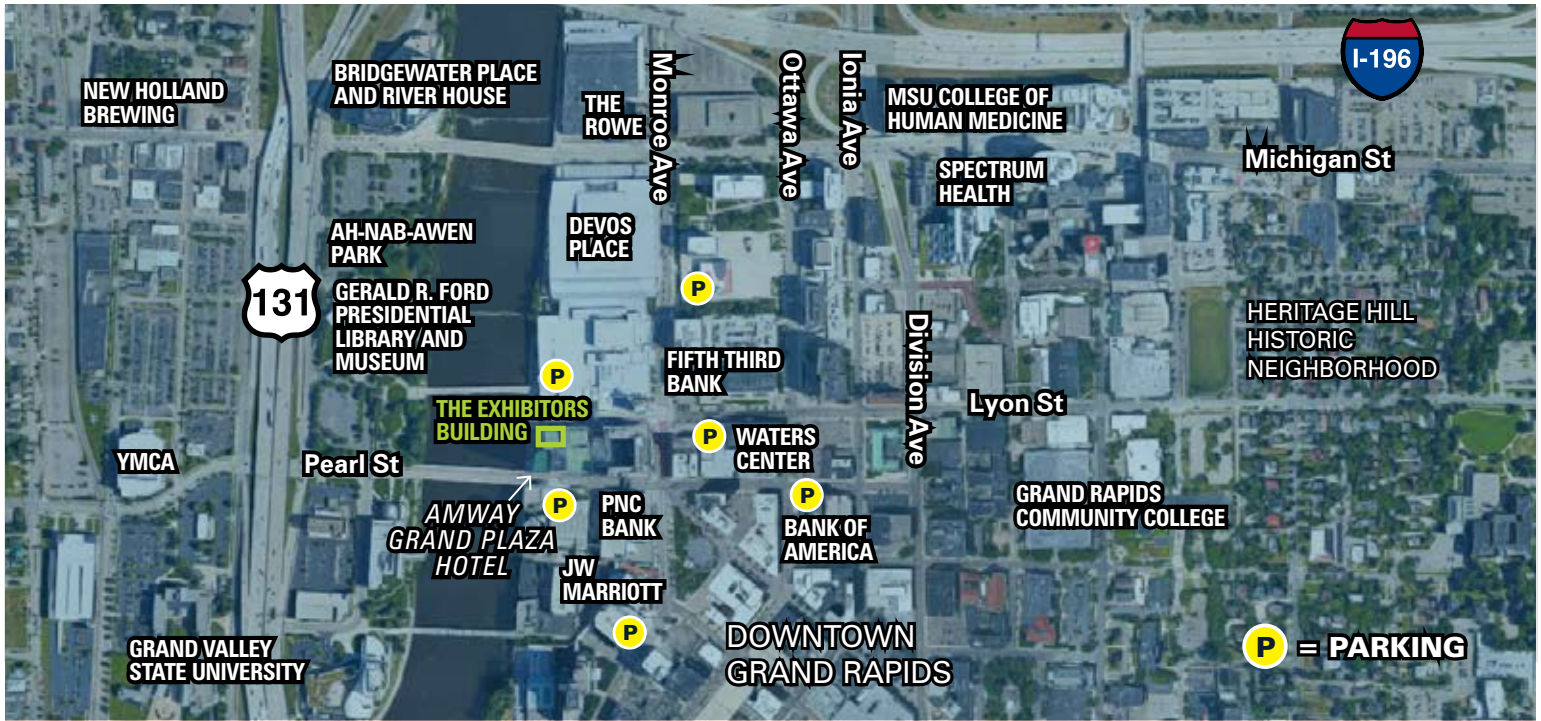 NEW HOLLAND
BREWING
BRIDGEWATER PLACE
AND RIVER HOUSE
THE
ROWE
Monroe Ave
Ottawa Ave
Ionia Ave
MSU COLLEGE OF
HUMAN MEDICINE
I-196
Michigan St
SPECTRUM
HEALTH
AH-NAB-AWEN
PARK
DEVOS
PLACE
131
GERALD R. FORD
PRESIDENTIAL
LIBRARY AND
MUSEUM
P
HERITAGE HILL
HISTORIC
NEIGHBORHOOD
Division Ave
FIFTH THIRD
BANK
P
THE EXHIBITORS
BUILDING
Lyon St
P
WATERS
CENTER
YMCA
Pearl St
AMWAY
GRAND PLAZA
HOTEL
P
PNC
BANK
P
BANK OF
AMERICA
GRAND RAPIDS
COMMUNITY COLLEGE
JW
MARRIOTT
P
GRAND VALLEY
STATE UNIVERSITY
DOWNTOWN
GRAND RAPIDS
P = PARKING